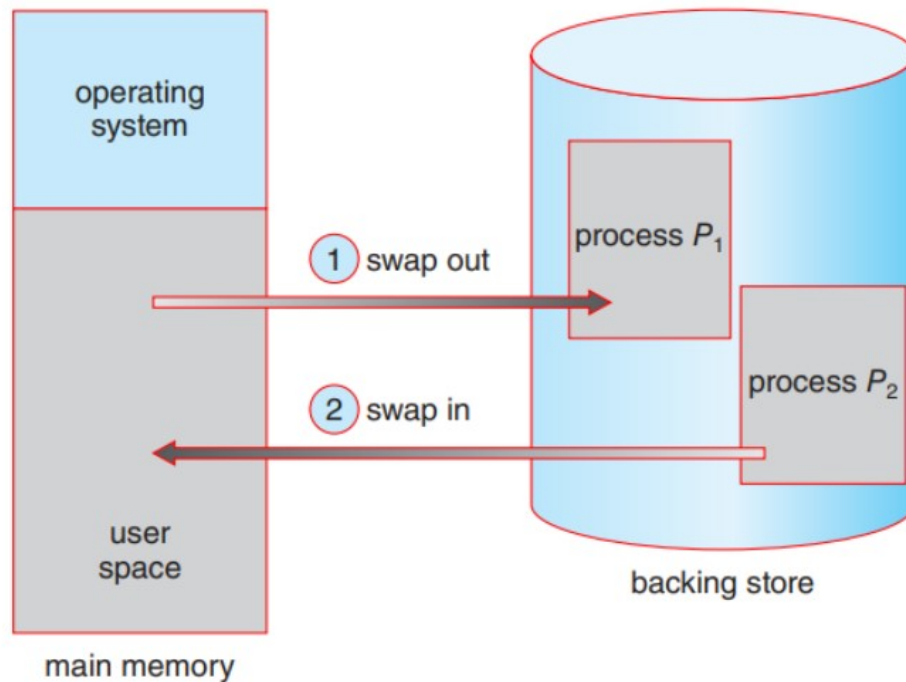 operating
system
1 swap out
process P₁
process P₂
2 swap in
user
space
backing store
main memory